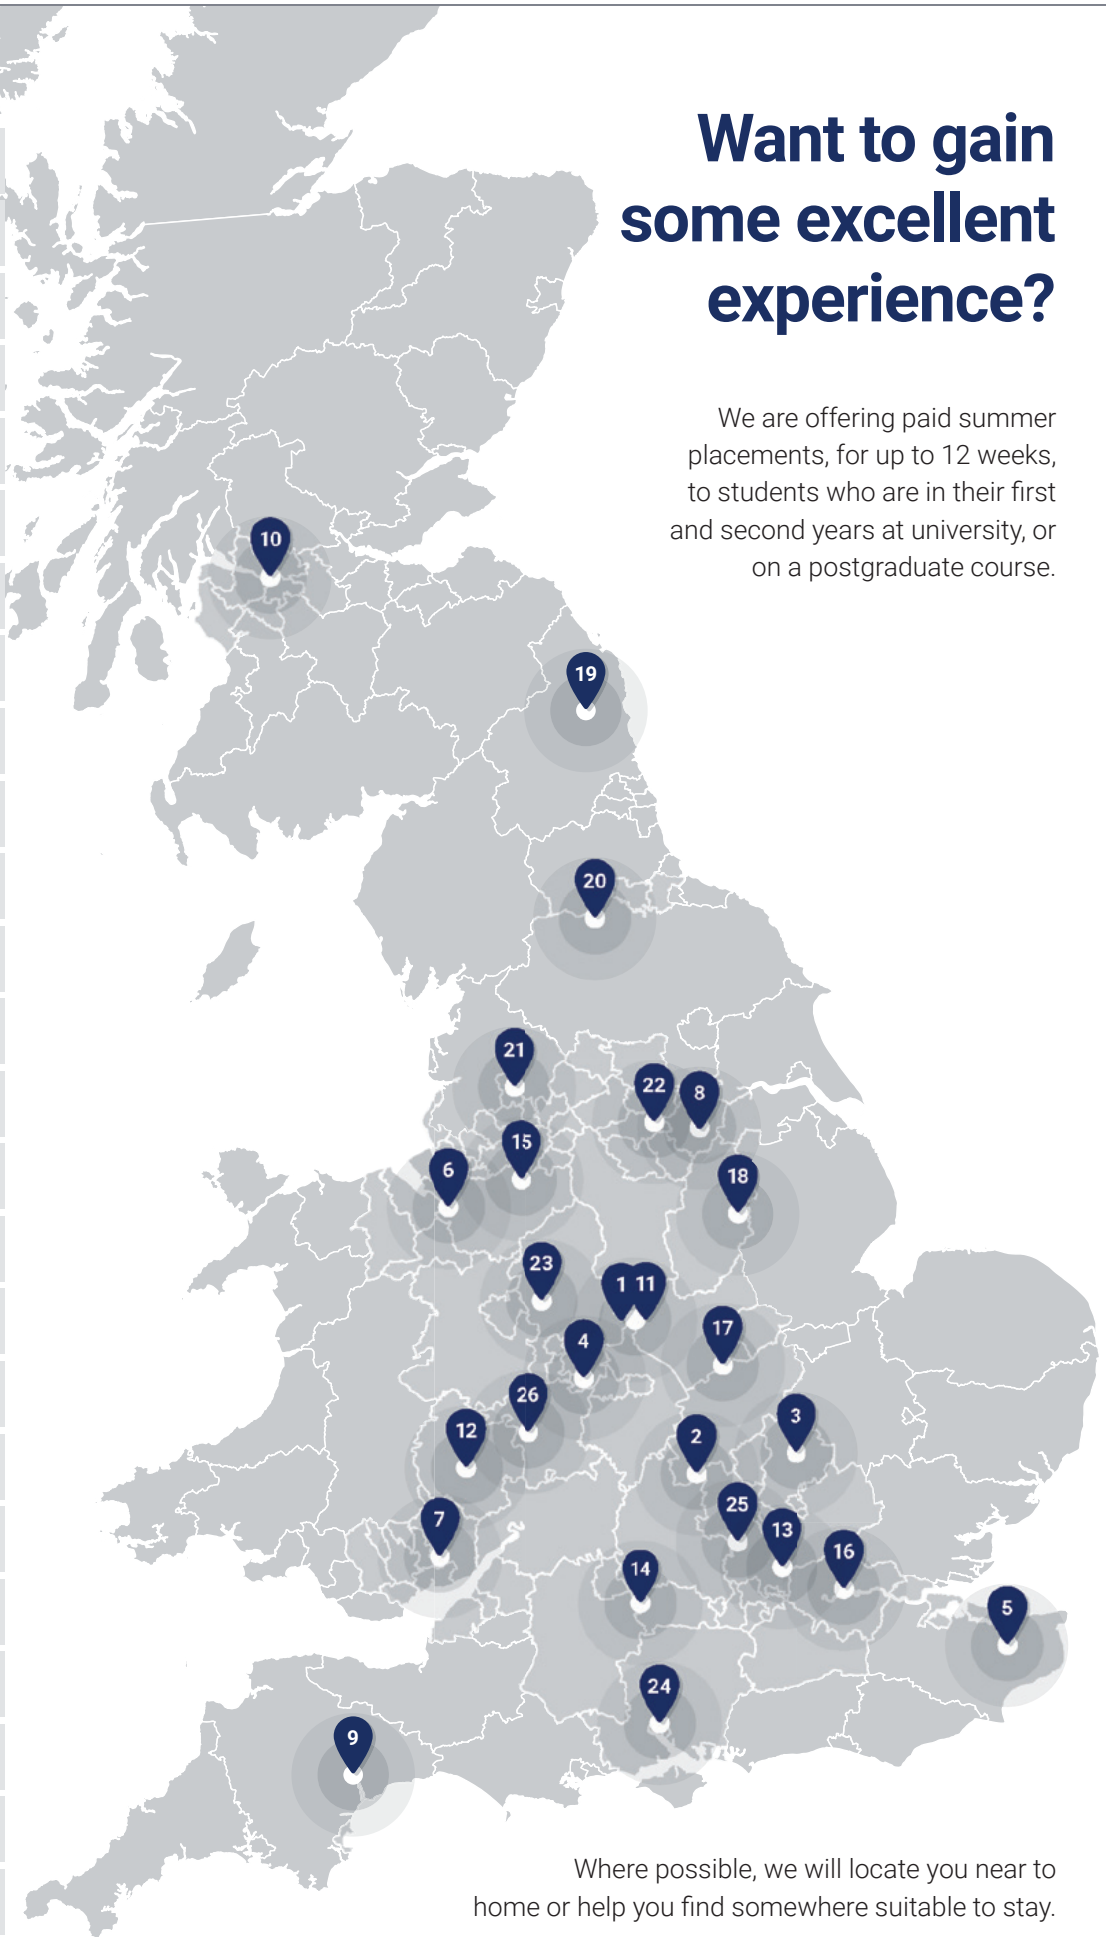 Want to gain
some excellent
experience?
We are offering paid summer
placements, for up to 12 weeks,
to students who are in their first
and second years at university, or
on a postgraduate course.
10
19
20
21
22
8
15
6
18
23
1
11
17
4
26
3
12
2
25
7
13
16
14
5
24
9
Where possible, we will locate you near to
home or help you find somewhere suitable to stay.